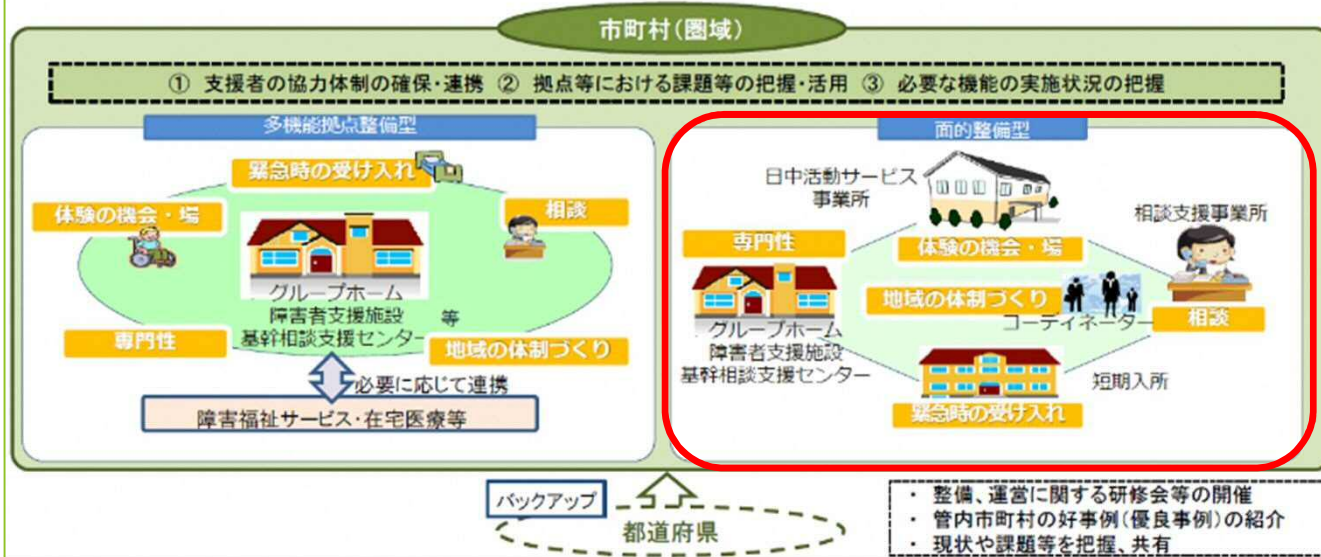 市町村(圏域)
① 支援者の協力体制の確保・連携 ② 拠点等における課題等の把握・活用 ③ 必要な機能の実施状況の把握
多機能拠点整備型
緊急時の受け入れ
体験の機会・場
相談
グループホーム
障害者支援施設
基幹相談支援センター
等
専門性
地域の体制づくり
必要に応じて連携
障害福祉サービス・在宅医療等
面的整備型
日中活動サービス
事業所
相談支援事業所
専門性
体験の機会・場
地域の体制づくり
コーディネーター
相談
グループホーム
障害者支援施設
基幹相談支援センター
短期入所
緊急時の受け入れ
バックアップ
都道府県
・ 整備、運営に関する研修会等の開催
・ 管内市町村の好事例(優良事例)の紹介
・ 現状や課題等を把握、共有